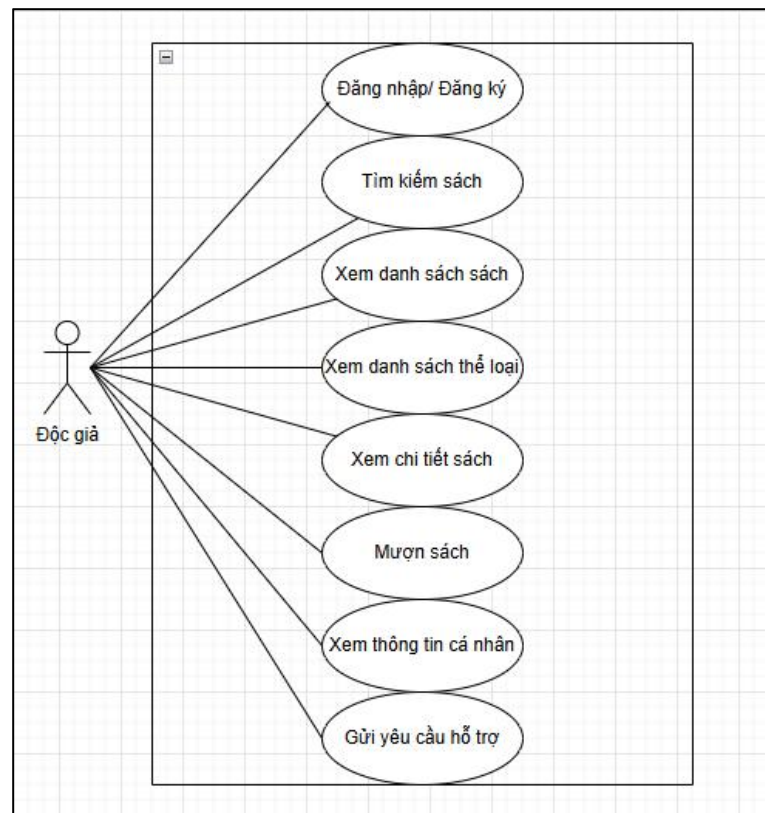 Đăng nhập/ Đăng ký
Tìm kiếm sách
Xem danh sách sách
Xem danh sách thể loại
Độc giả
Xem chi tiết sách
Mượn sách
Xem thông tin cá nhân
Gửi yêu cầu hỗ trợ